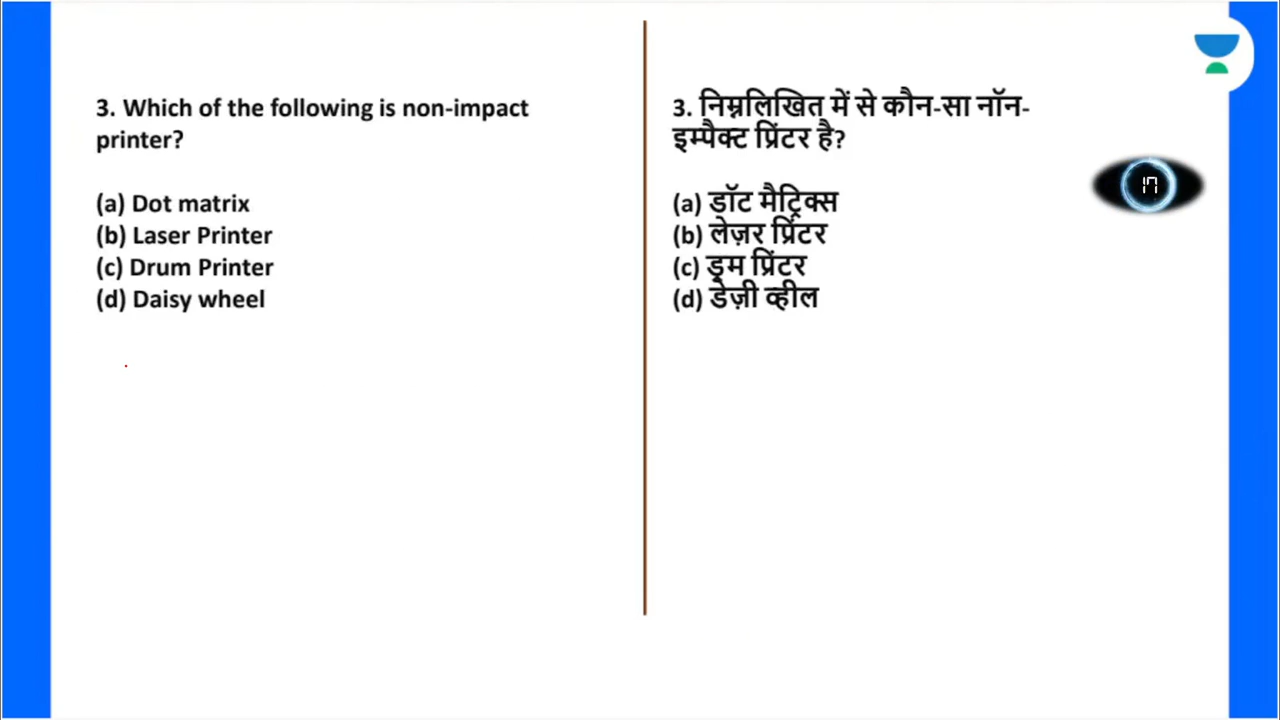 3. Which of the following is non-impact
printer?
(a) Dot matrix
(b) Laser Printer
(c) Drum Printer
(d) Daisy wheel
3. निम्नलिखित में से कौन-सा नॉन-
इम्पैक्ट प्रिंटर है?
(a) डॉट मैट्रिक्स
(b) लेज़र प्रिंटर
(c) ड्रम प्रिंटर
(d) डेज़ी व्हील
17